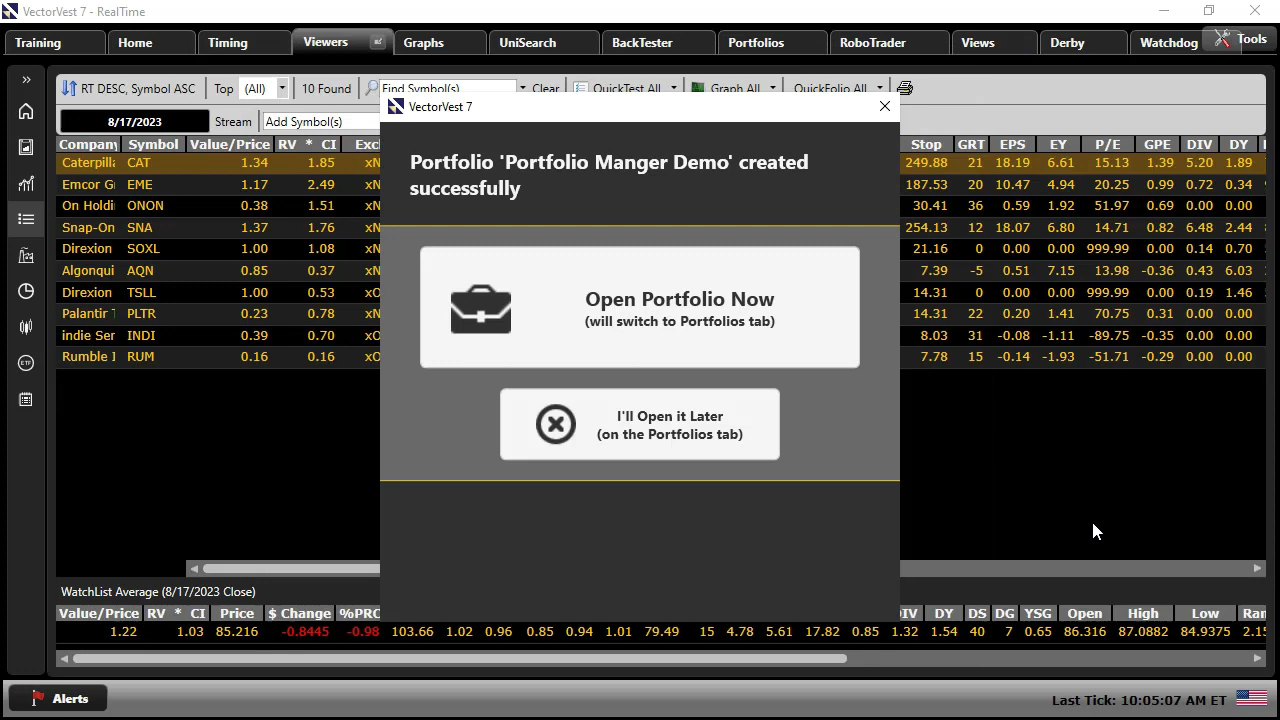 VectorVest 7 - RealTime
Training Home Timing Viewers Graphs UniSearch BackTester Portfolios RoboTrader Views Derby Watchdog Tools
RT DESC, Symbol ASC Top (All) 10 Found Find Symbol(s) Clear QuickTest All Graph All QuickFolio All
8/17/2023 Stream Add Symbol(s)
VectorVest 7
Portfolio 'Portfolio Manger Demo' created
successfully
Open Portfolio Now
(will switch to Portfolios tab)
I'll Open it Later
(on the Portfolios tab)
Company Symbol Value/Price RV * CI Exc Stop GRT EPS EY P/E GPE DIV DY
Caterpill CAT 1.34 1.85 xN 249.88 21 18.19 6.61 15.13 1.39 5.20 1.89
Emcor G EME 1.17 2.49 xN 187.53 20 10.47 4.94 20.25 0.99 0.72 0.34
On Holdi ONON 0.38 1.51 xN 30.41 36 0.59 1.92 51.97 0.69 0.00 0.00
Snap-On SNA 1.37 1.76 xN 254.13 12 18.07 6.80 14.71 0.82 6.48 2.44
Direxion SOXL 1.00 1.08 xN 21.16 0 0.00 0.00 999.99 0.00 0.14 0.70
Algonqui AQN 0.85 0.37 xN 7.39 -5 0.51 7.15 13.98 -0.36 0.43 6.03
Direxion TSLL 1.00 0.53 xO 14.31 0 0.00 0.00 999.99 0.00 0.19 1.46
Palantir PLTR 0.23 0.78 xN 14.31 22 0.20 1.41 70.75 0.31 0.00 0.00
indie Ser INDI 0.39 0.70 xO 8.03 31 -0.08 -1.11 -89.75 -0.35 0.00 0.00
Rumble RUM 0.16 0.16 xO 7.78 15 -0.14 -1.93 -51.71 -0.29 0.00 0.00
WatchList Average (8/17/2023 Close)
Value/Price RV * CI Price $ Change %PRC DIV DY DS DG YSG Open High Low Ran
1.22 1.03 85.216 -0.8445 -0.98 103.66 1.02 0.96 0.85 0.94 1.01 79.49 15 4.78 5.61 17.82 0.85 1.32 1.54 40 7 0.65 86.316 87.0882 84.9375 2.15
ETF
Alerts
Last Tick: 10:05:07 AM ET